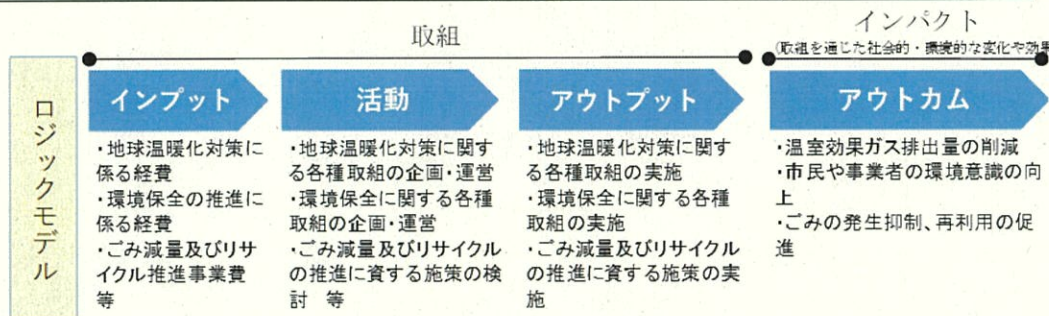 取組
インパクト
(取組を通じた社会的・環境的な変化や効果
ロジックモデル
インプット
・地球温暖化対策に
係る経費
・環境保全の推進に
係る経費
・ごみ減量及びリサ
イクル推進事業費
等
活動
・地球温暖化対策に関す
る各種取組の企画・運営
・環境保全に関する各種
取組の企画・運営
・ごみ減量及びリサイクル
の推進に資する施策の検
討　等
アウトプット
・地球温暖化対策に関す
る各種取組の実施
・環境保全に関する各種
取組の実施
・ごみ減量及びリサイクル
の推進に資する施策の実
施
アウトカム
・温室効果ガス排出量の削減
・市民や事業者の環境意識の向
上
・ごみの発生抑制、再利用の促
進